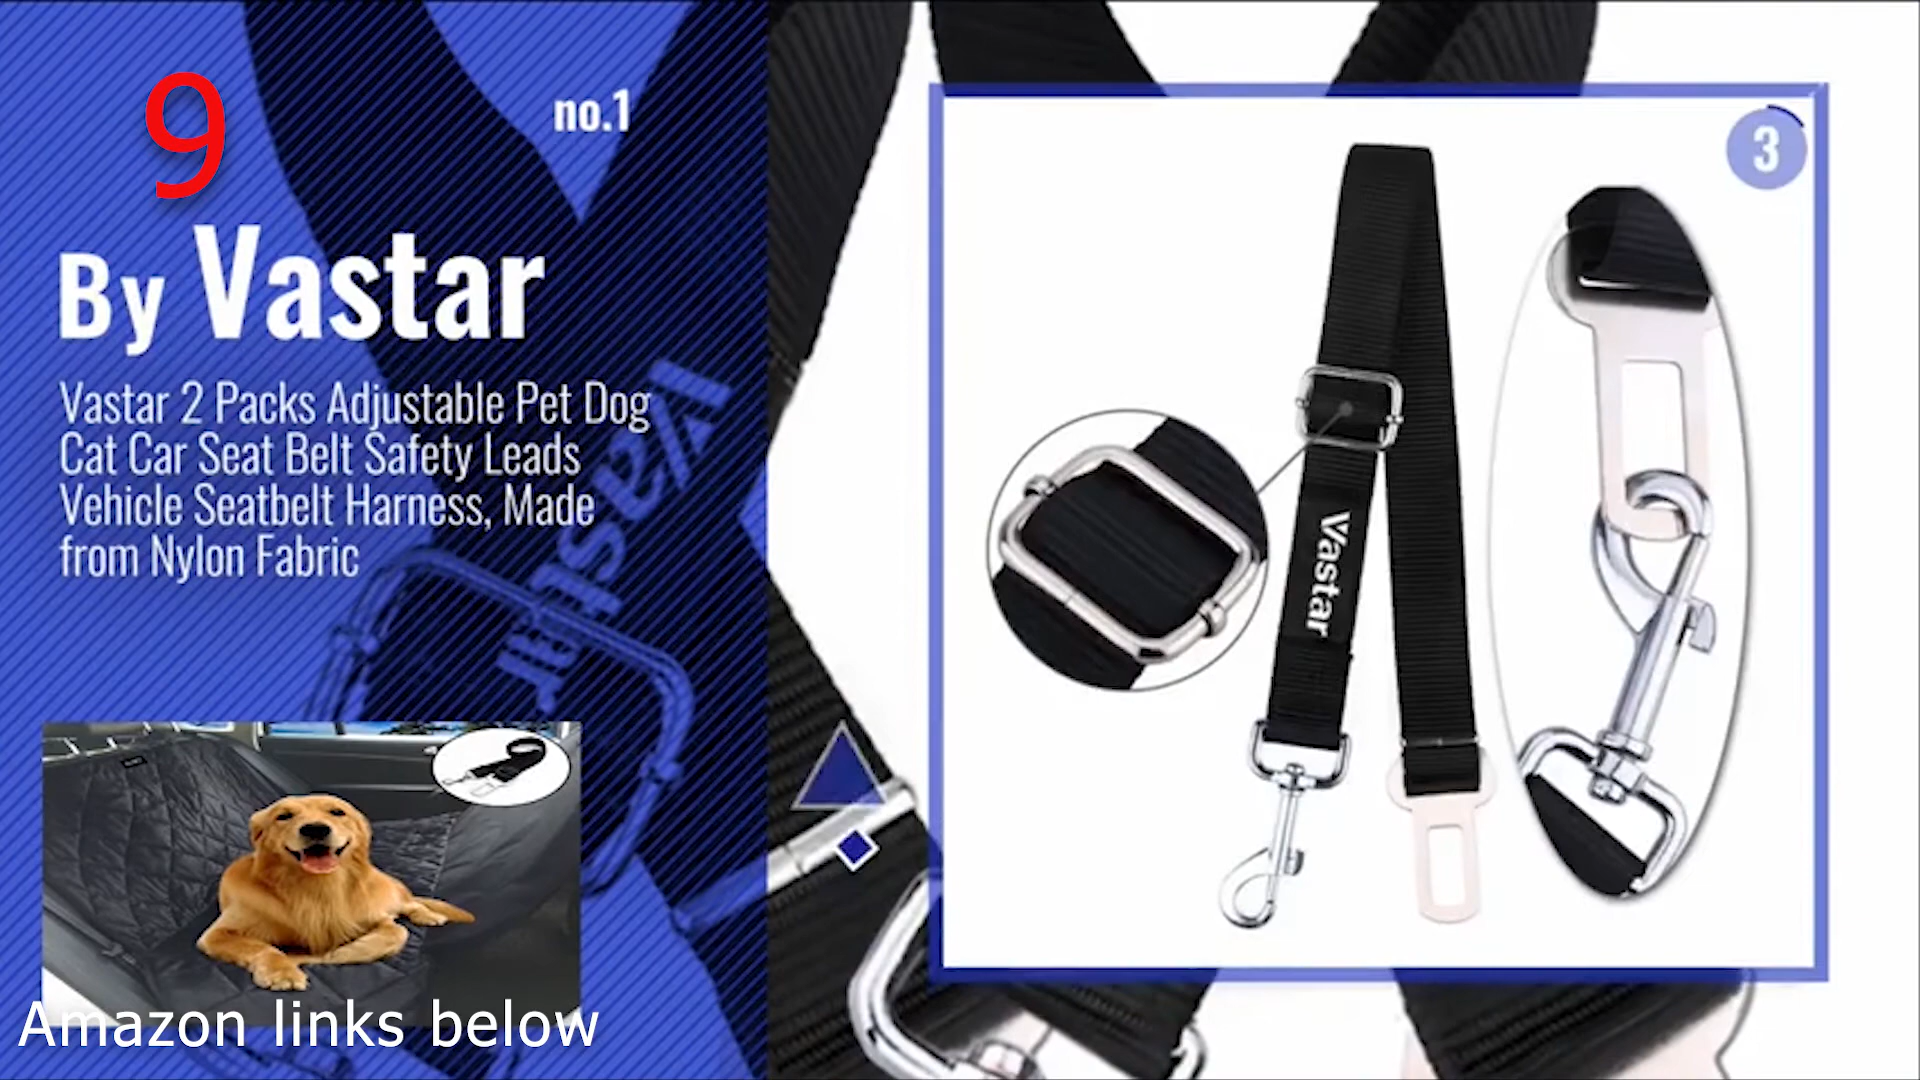 9
no.1
By Vastar
Vastar 2 Packs Adjustable Pet Dog
Cat Car Seat Belt Safety Leads
Vehicle Seatbelt Harness, Made
from Nylon Fabric
Amazon links below
3
Vastar
Vastar